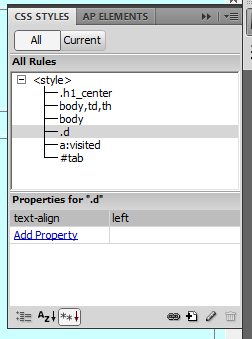 CSS STYLES AP ELEMENTS
All Current
All Rules
<style>
.h1_center
body,td,th
body
.d
a:visited
#tab
Properties for ".d"
text-align left
Add Property